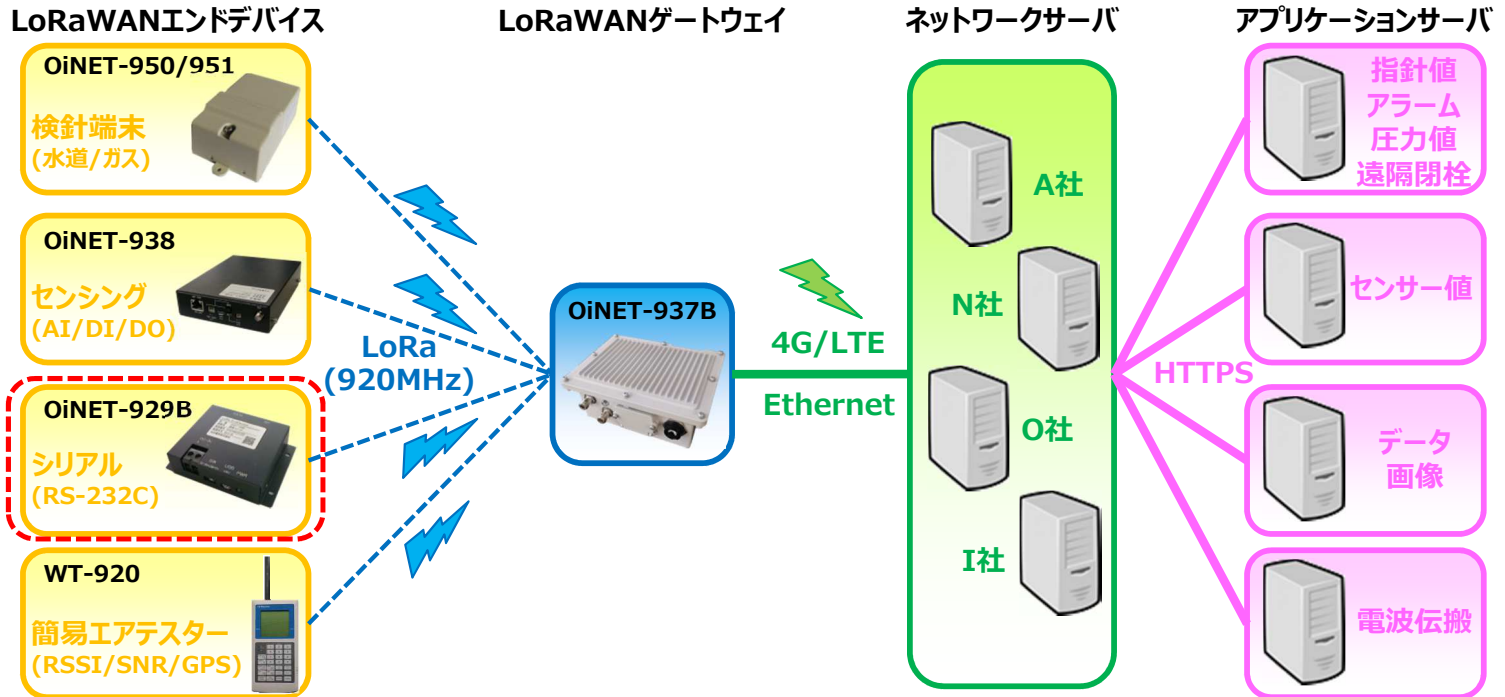 LoRaWANエンドデバイス
LoRaWANゲートウェイ
ネットワークサーバ
アプリケーションサーバ
OiNET-950/951
検針端末
(水道/ガス)
OiNET-938
センシング
(AI/DI/DO)
OiNET-929B
シリアル
(RS-232C)
WT-920
簡易エアテスター
(RSSI/SNR/GPS)
LoRa
(920MHz)
OiNET-937B
4G/LTE
Ethernet
A社
N社
O社
I社
HTTPS
指針値
アラーム
圧力値
遠隔閉栓
センサー値
データ
画像
電波伝搬